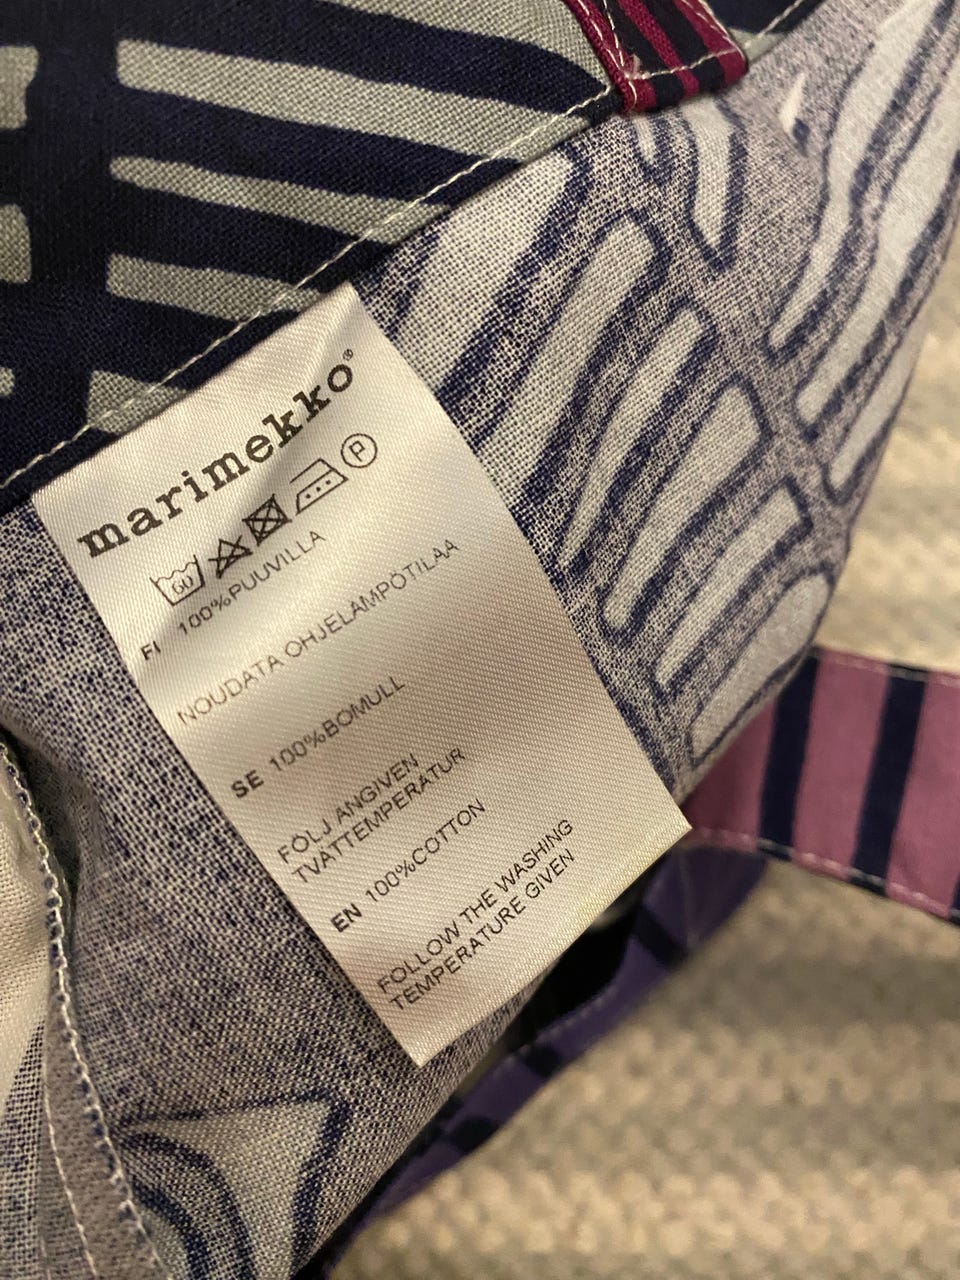 marimekko®
60 P
FI 100%PUUVILLA
NOUDATA OHJELAMPÖTILAA
SE 100%BOMULL
FÖLJ ANGIVEN
TVÄTTEMPERATUR
EN 100%COTTON
FOLLOW THE WASHING
TEMPERATURE GIVEN